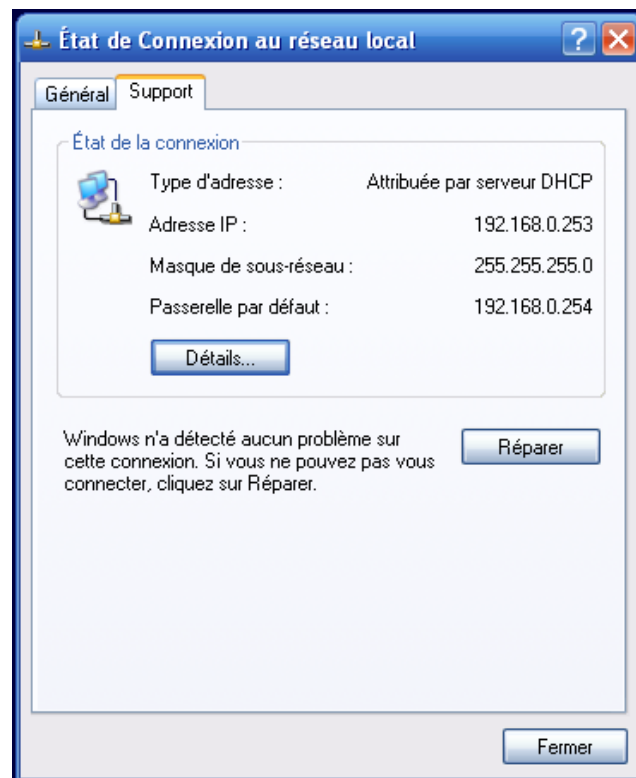 État de Connexion au réseau local
?
Général
Support
État de la connexion
Type d'adresse : Attribuée par serveur DHCP
Adresse IP : 192.168.0.253
Masque de sous-réseau : 255.255.255.0
Passerelle par défaut : 192.168.0.254
Détails...
Windows n'a détecté aucun problème sur
cette connexion. Si vous ne pouvez pas vous
connecter, cliquez sur Réparer.
Réparer
Fermer